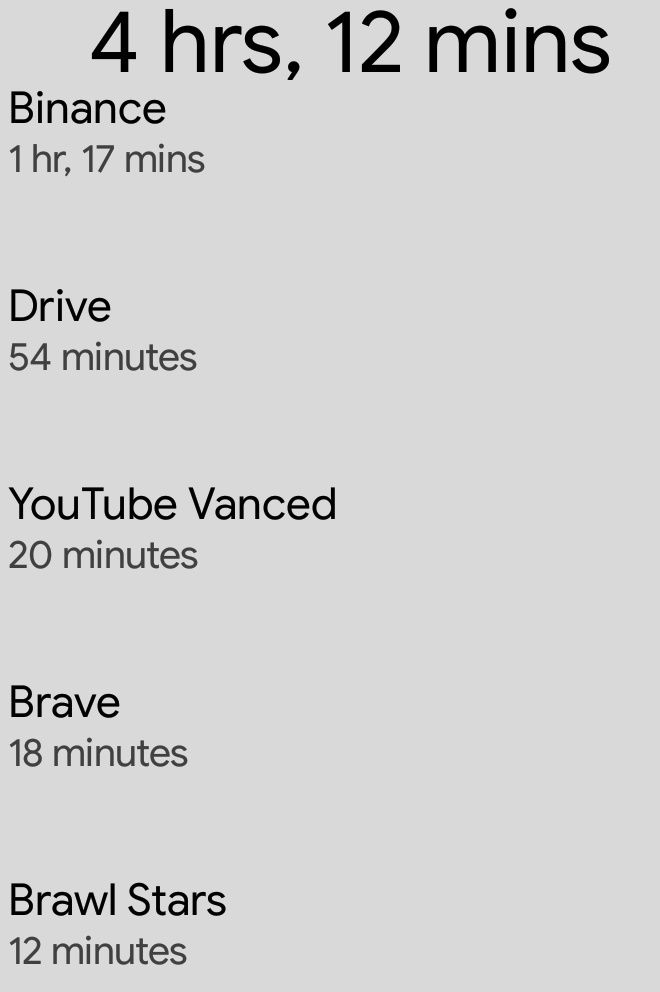 4 hrs, 12 mins
Binance
1 hr, 17 mins
Drive
54 minutes
YouTube Vanced
20 minutes
Brave
18 minutes
Brawl Stars
12 minutes